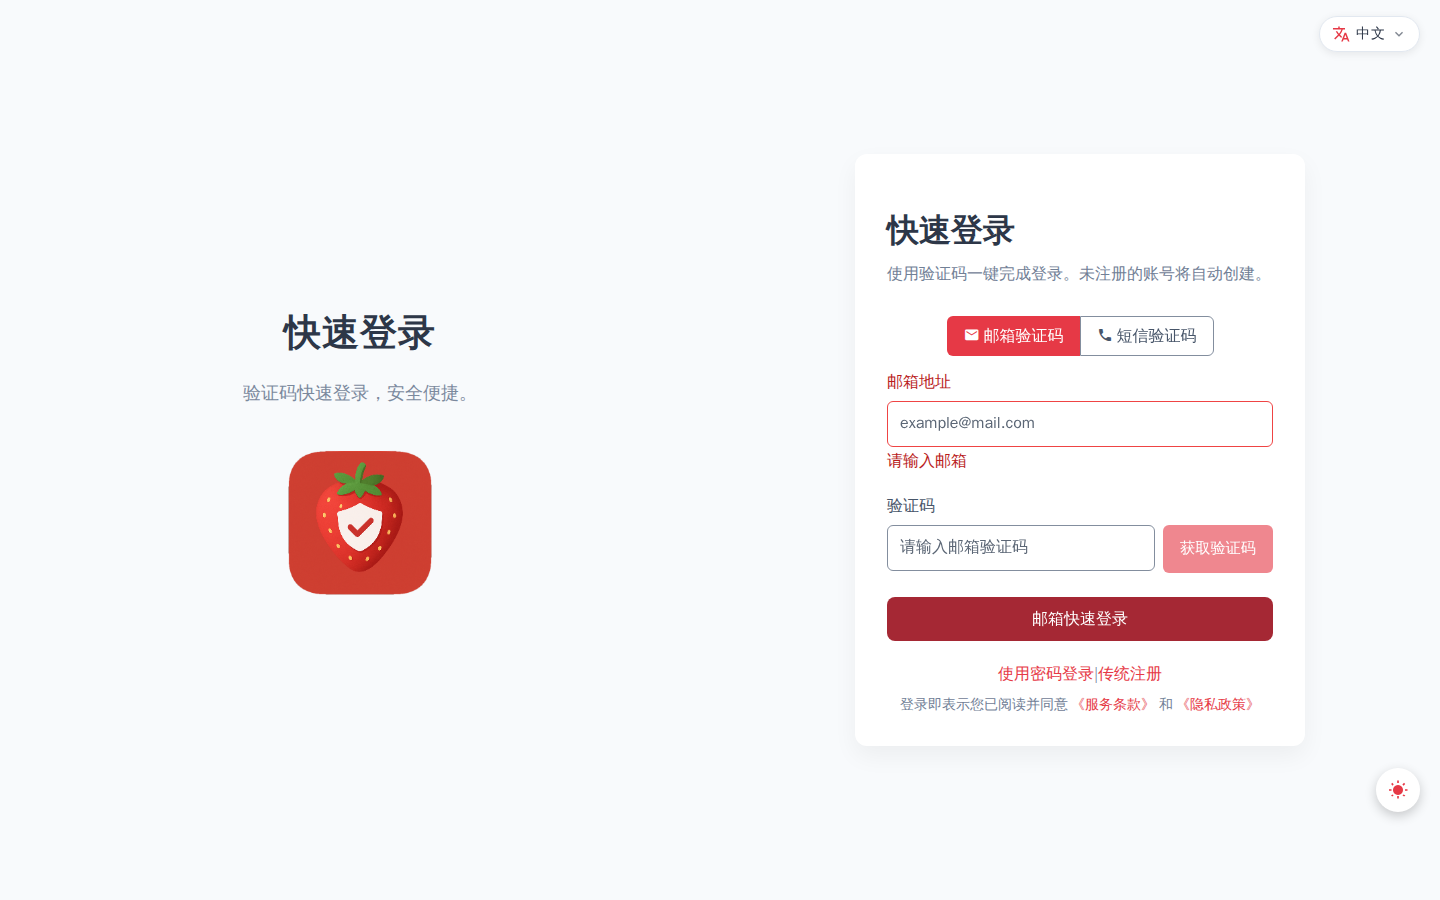 中文
快速登录
验证码快速登录，安全便捷。
快速登录
使用验证码一键完成登录。未注册的账号将自动创建。
邮箱验证码 短信验证码
邮箱地址
example@mail.com
请输入邮箱
验证码
请输入邮箱验证码 获取验证码
邮箱快速登录
使用密码登录|传统注册
登录即表示您已阅读并同意《服务条款》 和 《隐私政策》